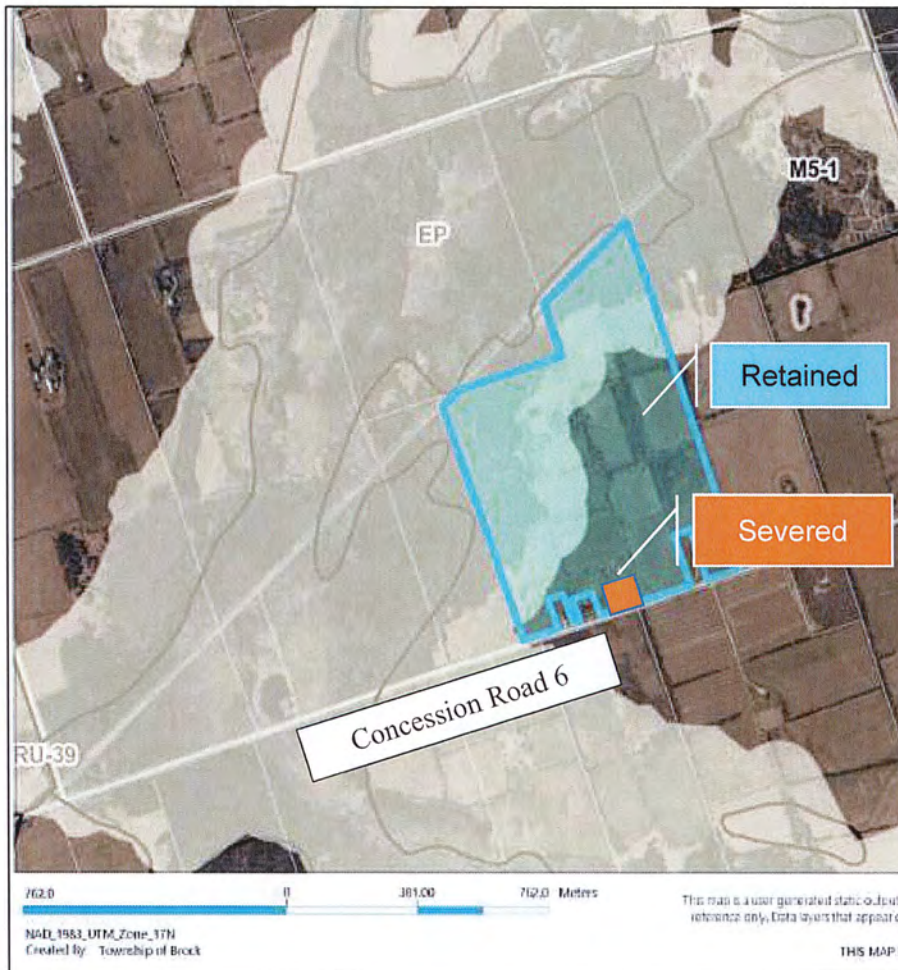 M5-1
EP
Retained
Severed
Concession Road 6
RU-39
762.0 0 381.00 762.0 Meters
This map is a user generated static output
reference only. Data layers that appear
NAD_1983_UTM_Zone_17N
Created By: Township of Brock
THIS MAP